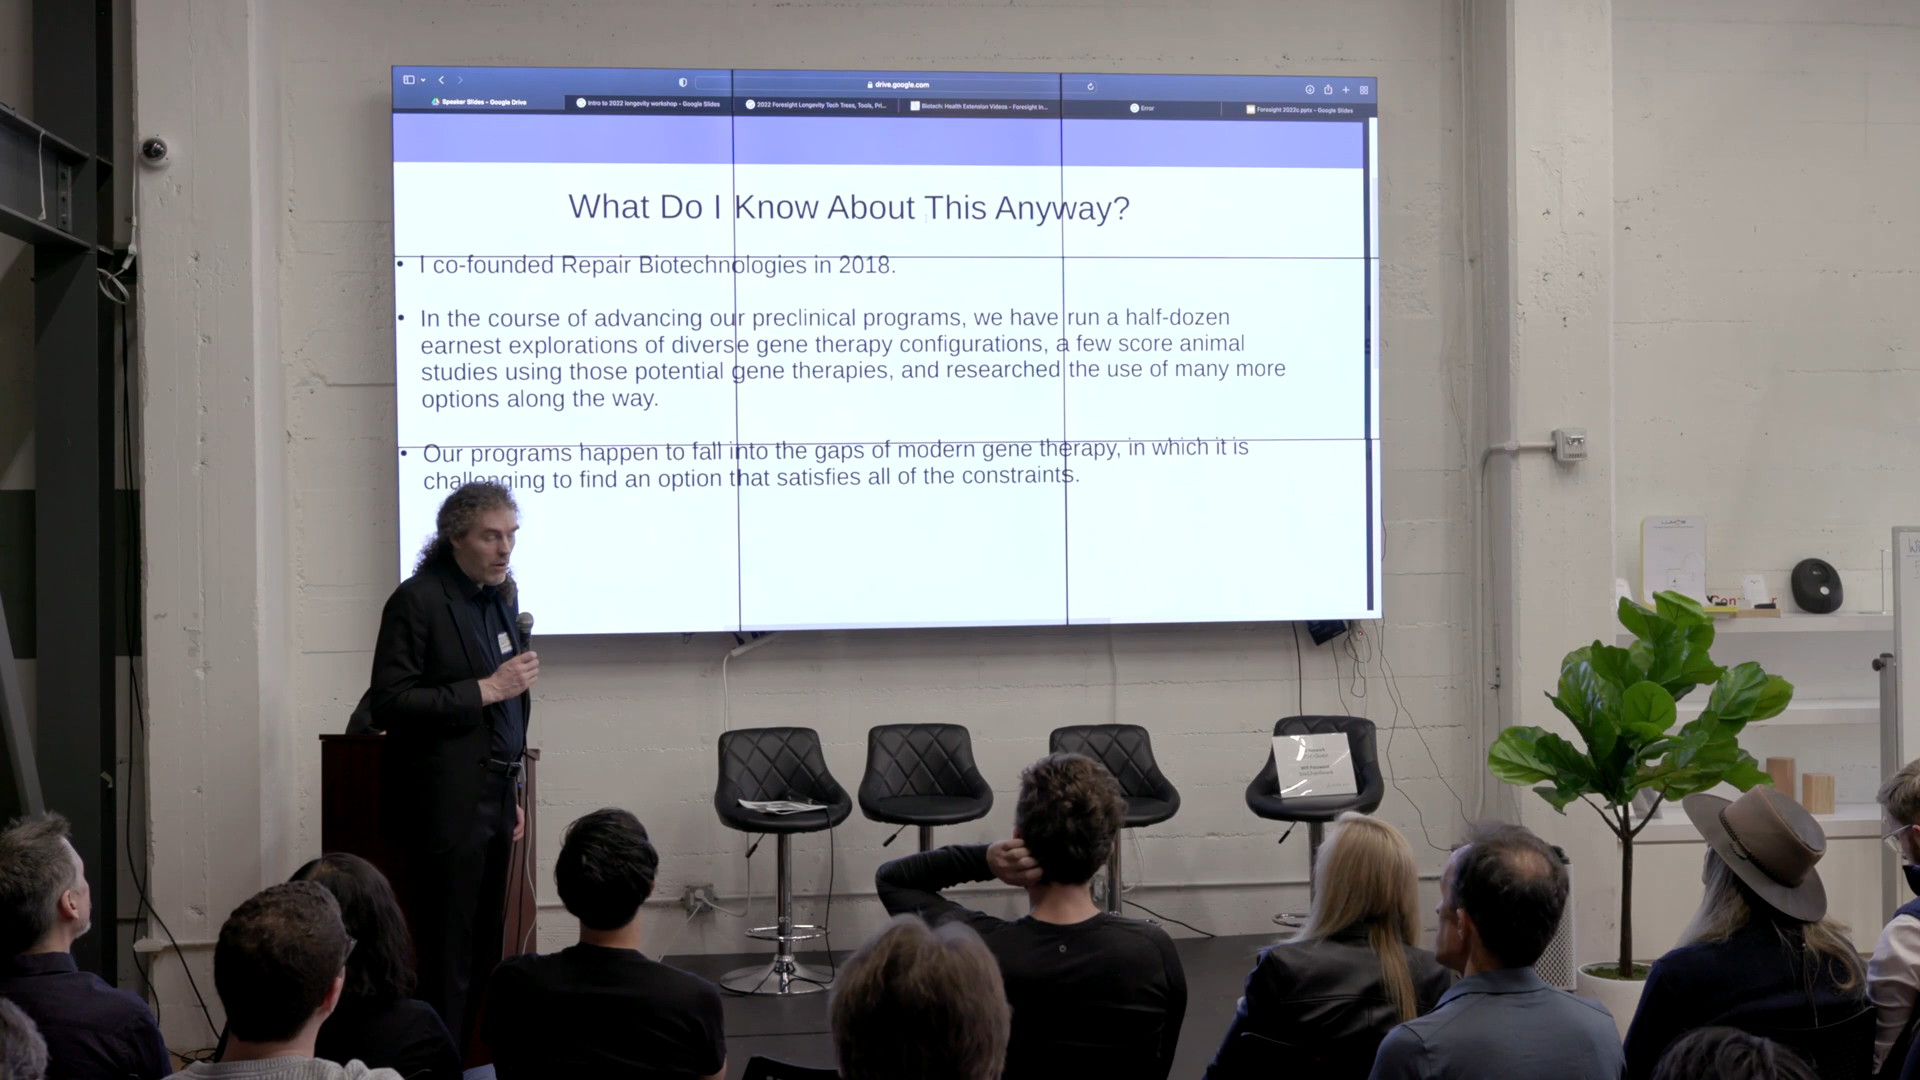 drive.google.com
Speaker Slides - Google Drive
Intro to 2022 longevity workshop - Google Slides
2022 Foresight Longevity Tech Trees, Tools, Pri...
Biotech: Health Extension Videos - Foresight In...
Error
Foresight 2022c.pptx - Google Slides
What Do I Know About This Anyway?
• I co-founded Repair Biotechnologies in 2018.
• In the course of advancing our preclinical programs, we have run a half-dozen
earnest explorations of diverse gene therapy configurations, a few score animal
studies using those potential gene therapies, and researched the use of many more
options along the way.
• Our programs happen to fall into the gaps of modern gene therapy, in which it is
challenging to find an option that satisfies all of the constraints.